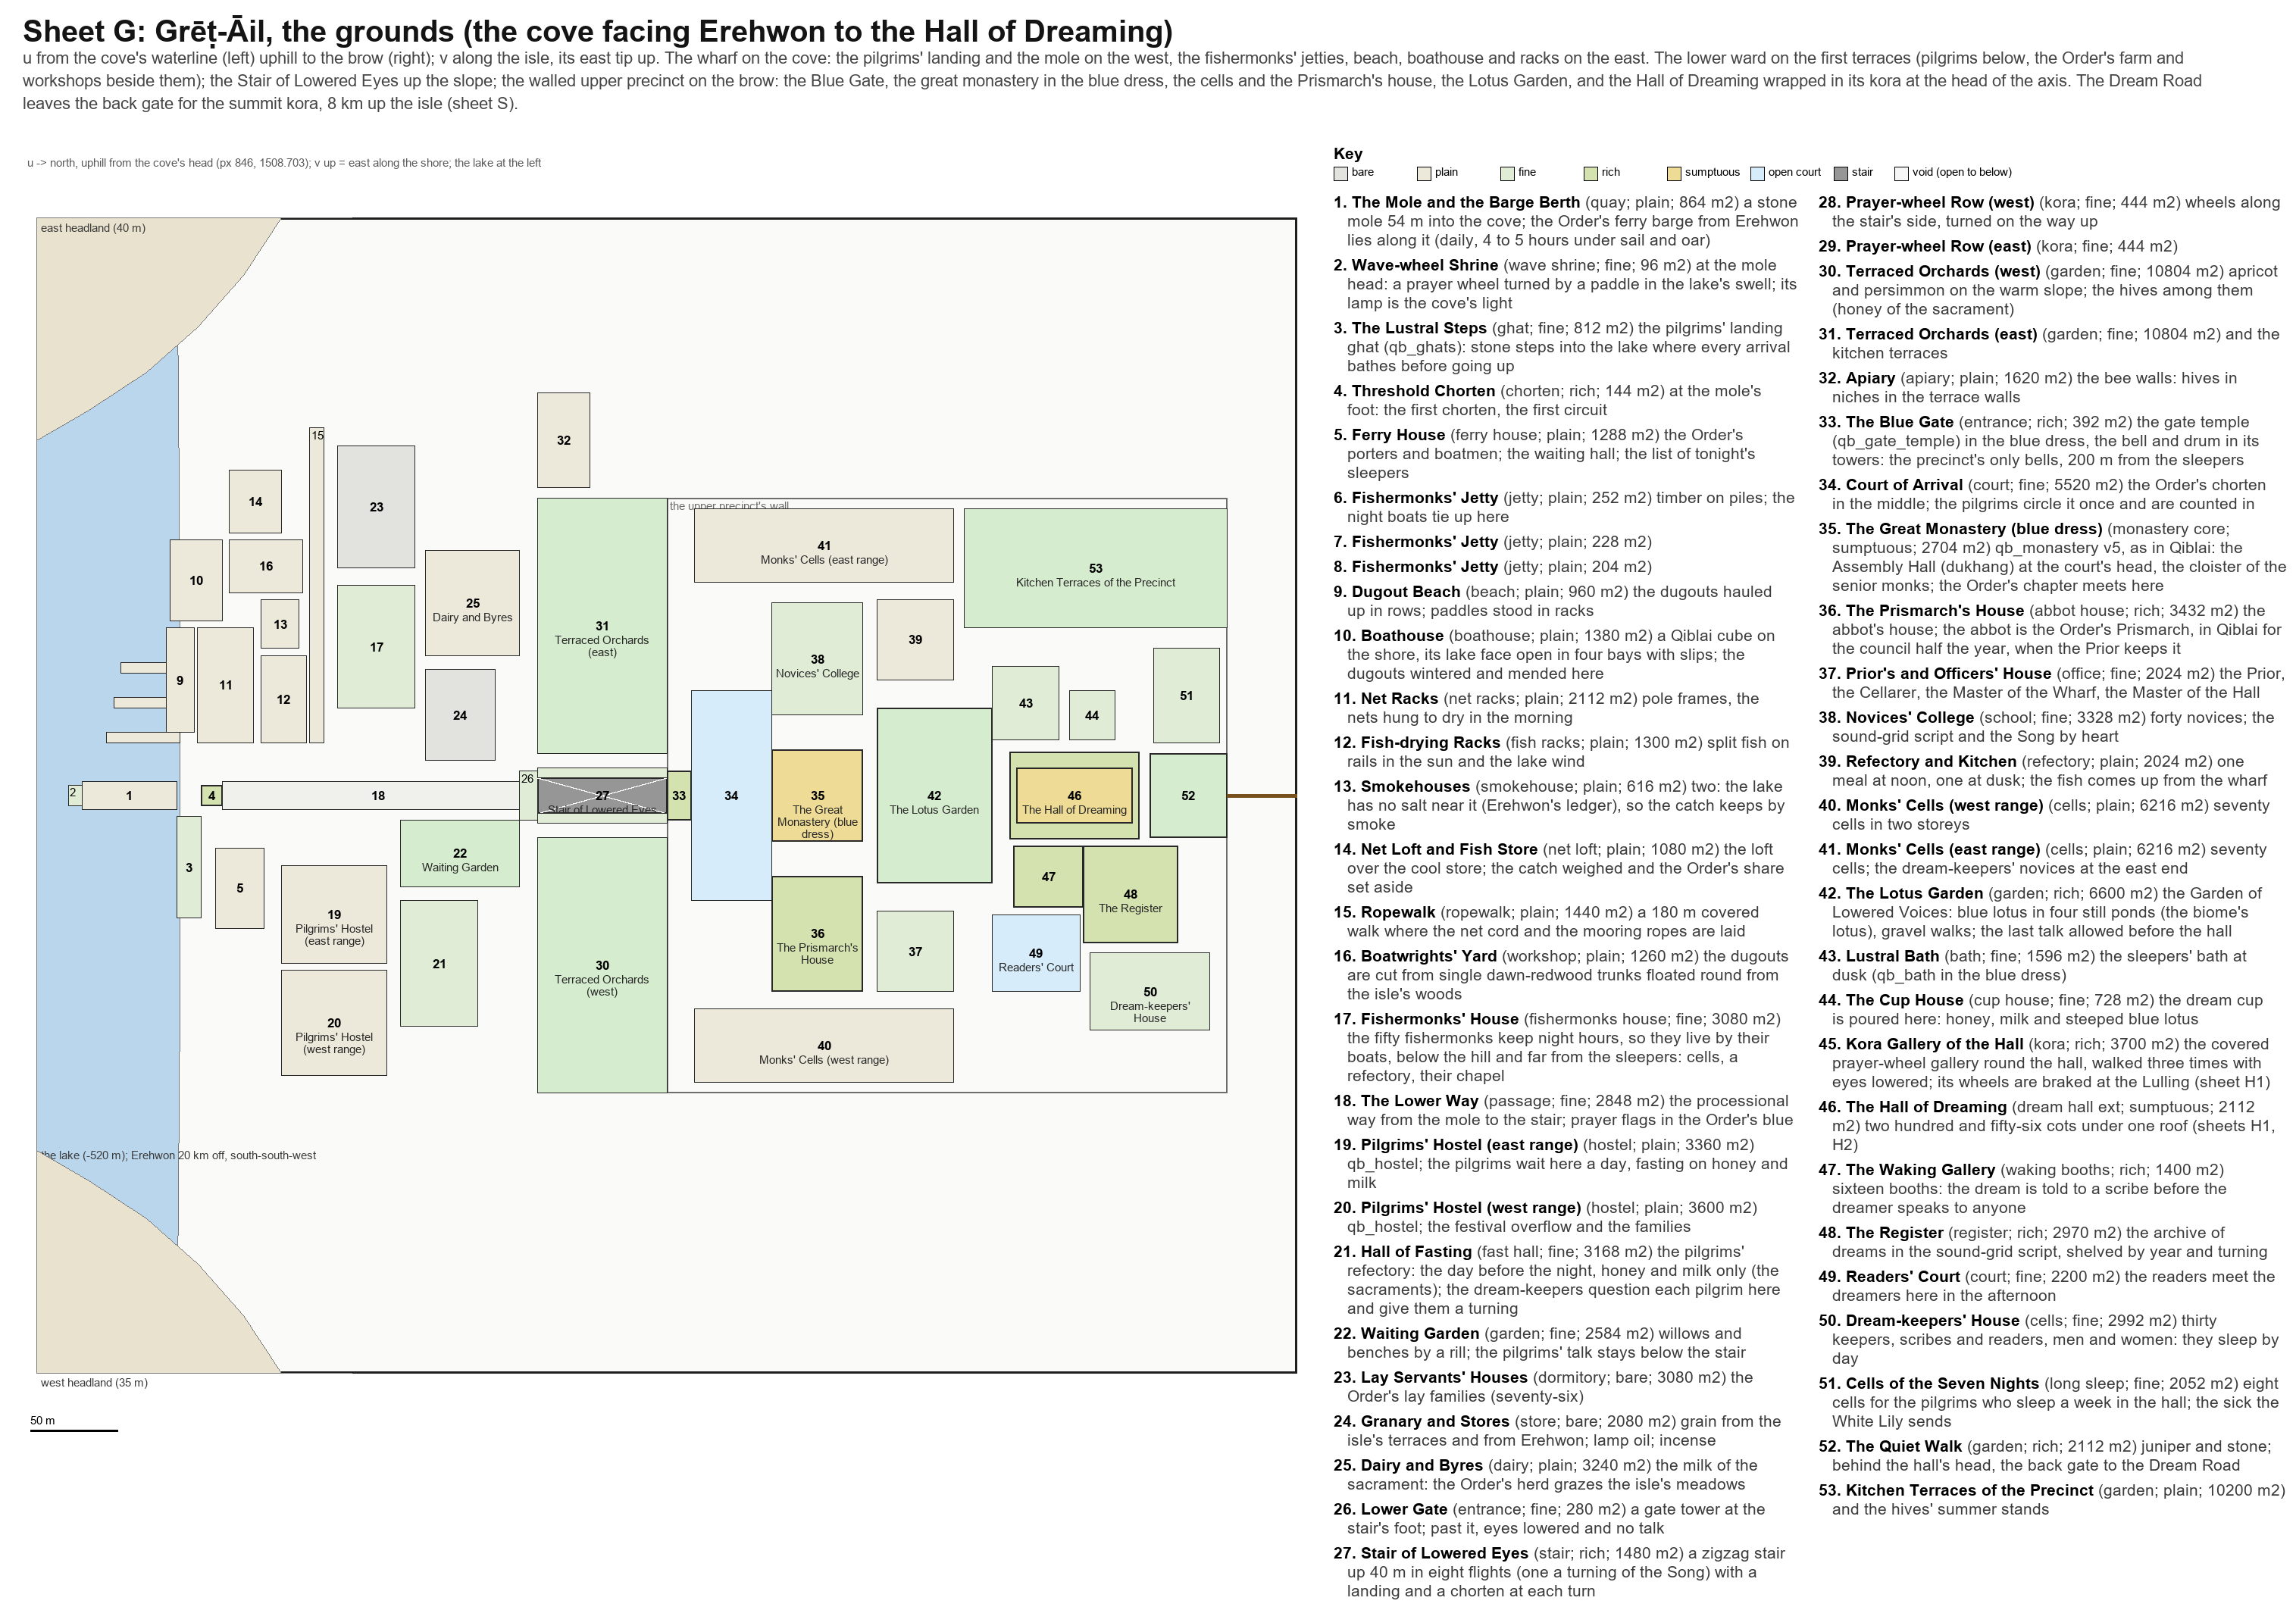 Sheet G: Grēṭ-Āil, the grounds (the cove facing Erehwon to the Hall of Dreaming)
u from the cove's waterline (left) uphill to the brow (right); v along the isle, its east tip up. The wharf on the cove: the pilgrims' landing and the mole on the west, the fishermonks' jetties, beach, boathouse and racks on the east. The lower ward on the first terraces (pilgrims below, the Order's farm and
workshops beside them); the Stair of Lowered Eyes up the slope; the walled upper precinct on the brow: the Blue Gate, the great monastery in the blue dress, the cells and the Prismarch's house, the Lotus Garden, and the Hall of Dreaming wrapped in its kora at the head of the axis. The Dream Road
leaves the back gate for the summit kora, 8 km up the isle (sheet S).
u -> north, uphill from the cove's head (px 846, 1508.703); v up = east along the shore; the lake at the left
east headland (40 m)
15
32
14
23
the upper precinct's wall
41
Monks' Cells (east range)
16
10
53
Kitchen Terraces of the Precinct
25
Dairy and Byres
13
31
Terraced Orchards
(east)
39
17
38
Novices' College
9
11
12
24
43
44
51
26
2
1
4
18
27
Stair of Lowered Eyes
33
34
35
The Great
Monastery (blue
dress)
42
The Lotus Garden
46
The Hall of Dreaming
52
22
Waiting Garden
3
5
47
48
The Register
19
Pilgrims' Hostel
(east range)
36
The Prismarch's
House
37
49
Readers' Court
21
30
Terraced Orchards
(west)
50
Dream-keepers'
House
20
Pilgrims' Hostel
(west range)
40
Monks' Cells (west range)
the lake (-520 m); Erehwon 20 km off, south-south-west
west headland (35 m)
50 m
Key
bare
plain
fine
rich
sumptuous
open court
stair
void (open to below)
1. The Mole and the Barge Berth (quay; plain; 864 m2) a stone
mole 54 m into the cove; the Order's ferry barge from Erehwon
lies along it (daily, 4 to 5 hours under sail and oar)
2. Wave-wheel Shrine (wave shrine; fine; 96 m2) at the mole
head: a prayer wheel turned by a paddle in the lake's swell; its
lamp is the cove's light
3. The Lustral Steps (ghat; fine; 812 m2) the pilgrims' landing
ghat (qb_ghats): stone steps into the lake where every arrival
bathes before going up
4. Threshold Chorten (chorten; rich; 144 m2) at the mole's
foot: the first chorten, the first circuit
5. Ferry House (ferry house; plain; 1288 m2) the Order's
porters and boatmen; the waiting hall; the list of tonight's
sleepers
6. Fishermonks' Jetty (jetty; plain; 252 m2) timber on piles; the
night boats tie up here
7. Fishermonks' Jetty (jetty; plain; 228 m2)
8. Fishermonks' Jetty (jetty; plain; 204 m2)
9. Dugout Beach (beach; plain; 960 m2) the dugouts hauled
up in rows; paddles stood in racks
10. Boathouse (boathouse; plain; 1380 m2) a Qiblai cube on
the shore, its lake face open in four bays with slips; the
dugouts wintered and mended here
11. Net Racks (net racks; plain; 2112 m2) pole frames, the
nets hung to dry in the morning
12. Fish-drying Racks (fish racks; plain; 1300 m2) split fish on
rails in the sun and the lake wind
13. Smokehouses (smokehouse; plain; 616 m2) two: the lake
has no salt near it (Erehwon's ledger), so the catch keeps by
smoke
14. Net Loft and Fish Store (net loft; plain; 1080 m2) the loft
over the cool store; the catch weighed and the Order's share
set aside
15. Ropewalk (ropewalk; plain; 1440 m2) a 180 m covered
walk where the net cord and the mooring ropes are laid
16. Boatwrights' Yard (workshop; plain; 1260 m2) the dugouts
are cut from single dawn-redwood trunks floated round from
the isle's woods
17. Fishermonks' House (fishermonks house; fine; 3080 m2)
the fifty fishermonks keep night hours, so they live by their
boats, below the hill and far from the sleepers: cells, a
refectory, their chapel
18. The Lower Way (passage; fine; 2848 m2) the processional
way from the mole to the stair; prayer flags in the Order's blue
19. Pilgrims' Hostel (east range) (hostel; plain; 3360 m2)
qb_hostel; the pilgrims wait here a day, fasting on honey and
milk
20. Pilgrims' Hostel (west range) (hostel; plain; 3600 m2)
qb_hostel; the festival overflow and the families
21. Hall of Fasting (fast hall; fine; 3168 m2) the pilgrims'
refectory: the day before the night, honey and milk only (the
sacraments); the dream-keepers question each pilgrim here
and give them a turning
22. Waiting Garden (garden; fine; 2584 m2) willows and
benches by a rill; the pilgrims' talk stays below the stair
23. Lay Servants' Houses (dormitory; bare; 3080 m2) the
Order's lay families (seventy-six)
24. Granary and Stores (store; bare; 2080 m2) grain from the
isle's terraces and from Erehwon; lamp oil; incense
25. Dairy and Byres (dairy; plain; 3240 m2) the milk of the
sacrament: the Order's herd grazes the isle's meadows
26. Lower Gate (entrance; fine; 280 m2) a gate tower at the
stair's foot; past it, eyes lowered and no talk
27. Stair of Lowered Eyes (stair; rich; 1480 m2) a zigzag stair
up 40 m in eight flights (one a turning of the Song) with a
landing and a chorten at each turn
28. Prayer-wheel Row (west) (kora; fine; 444 m2) wheels along
the stair's side, turned on the way up
29. Prayer-wheel Row (east) (kora; fine; 444 m2)
30. Terraced Orchards (west) (garden; fine; 10804 m2) apricot
and persimmon on the warm slope; the hives among them
(honey of the sacrament)
31. Terraced Orchards (east) (garden; fine; 10804 m2) and the
kitchen terraces
32. Apiary (apiary; plain; 1620 m2) the bee walls: hives in
niches in the terrace walls
33. The Blue Gate (entrance; rich; 392 m2) the gate temple
(qb_gate_temple) in the blue dress, the bell and drum in its
towers: the precinct's only bells, 200 m from the sleepers
34. Court of Arrival (court; fine; 5520 m2) the Order's chorten
in the middle; the pilgrims circle it once and are counted in
35. The Great Monastery (blue dress) (monastery core;
sumptuous; 2704 m2) qb_monastery v5, as in Qiblai: the
Assembly Hall (dukhang) at the court's head, the cloister of the
senior monks; the Order's chapter meets here
36. The Prismarch's House (abbot house; rich; 3432 m2) the
abbot's house; the abbot is the Order's Prismarch, in Qiblai for
the council half the year, when the Prior keeps it
37. Prior's and Officers' House (office; fine; 2024 m2) the Prior,
the Cellarer, the Master of the Wharf, the Master of the Hall
38. Novices' College (school; fine; 3328 m2) forty novices; the
sound-grid script and the Song by heart
39. Refectory and Kitchen (refectory; plain; 2024 m2) one
meal at noon, one at dusk; the fish comes up from the wharf
40. Monks' Cells (west range) (cells; plain; 6216 m2) seventy
cells in two storeys
41. Monks' Cells (east range) (cells; plain; 6216 m2) seventy
cells; the dream-keepers' novices at the east end
42. The Lotus Garden (garden; rich; 6600 m2) the Garden of
Lowered Voices: blue lotus in four still ponds (the biome's
lotus), gravel walks; the last talk allowed before the hall
43. Lustral Bath (bath; fine; 1596 m2) the sleepers' bath at
dusk (qb_bath in the blue dress)
44. The Cup House (cup house; fine; 728 m2) the dream cup
is poured here: honey, milk and steeped blue lotus
45. Kora Gallery of the Hall (kora; rich; 3700 m2) the covered
prayer-wheel gallery round the hall, walked three times with
eyes lowered; its wheels are braked at the Lulling (sheet H1)
46. The Hall of Dreaming (dream hall ext; sumptuous; 2112
m2) two hundred and fifty-six cots under one roof (sheets H1,
H2)
47. The Waking Gallery (waking booths; rich; 1400 m2)
sixteen booths: the dream is told to a scribe before the
dreamer speaks to anyone
48. The Register (register; rich; 2970 m2) the archive of
dreams in the sound-grid script, shelved by year and turning
49. Readers' Court (court; fine; 2200 m2) the readers meet the
dreamers here in the afternoon
50. Dream-keepers' House (cells; fine; 2992 m2) thirty
keepers, scribes and readers, men and women: they sleep by
day
51. Cells of the Seven Nights (long sleep; fine; 2052 m2) eight
cells for the pilgrims who sleep a week in the hall; the sick the
White Lily sends
52. The Quiet Walk (garden; rich; 2112 m2) juniper and stone;
behind the hall's head, the back gate to the Dream Road
53. Kitchen Terraces of the Precinct (garden; plain; 10200 m2)
and the hives' summer stands